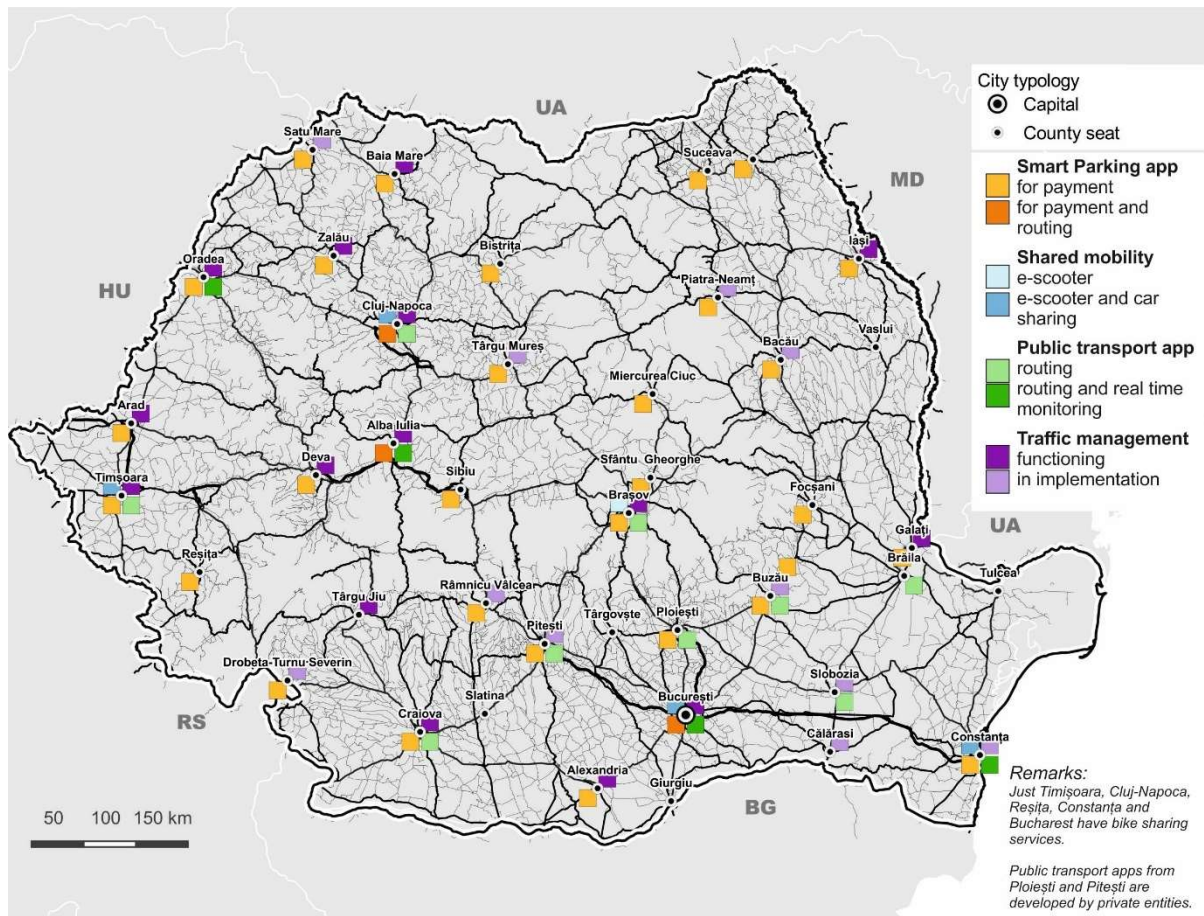 UA
Satu Mare
Baia Mare
Suceava
MD
Zalău
Bistrița
Iași
Oradea
HU
Piatra-Neamț
Cluj-Napoca
Vaslui
Târgu Mureș
Bacău
Miercurea Ciuc
Arad
Alba Iulia
Deva
Sfântu Gheorghe
Timșoara
Sibiu
Focșani
Brașov
Galați
UA
Reșița
Brăila
Tulcea
Râmnicu Vâlcea
Buzău
Târgu Jiu
Târgovște
Ploiești
Pitești
Drobeta-Turnu-Severin
Slobozia
RS
Slatina
București
Craiova
Călărasi
Constanța
Alexandria
Giurgiu
BG
50 100 150 km
City typology
Capital
County seat
Smart Parking app
for payment
for payment and
routing
Shared mobility
e-scooter
e-scooter and car
sharing
Public transport app
routing
routing and real time
monitoring
Traffic management
functioning
in implementation
Remarks:
Just Timișoara, Cluj-Napoca,
Reșița, Constanța and
Bucharest have bike sharing
services.
Public transport apps from
Ploiești and Pitești are
developed by private entities.